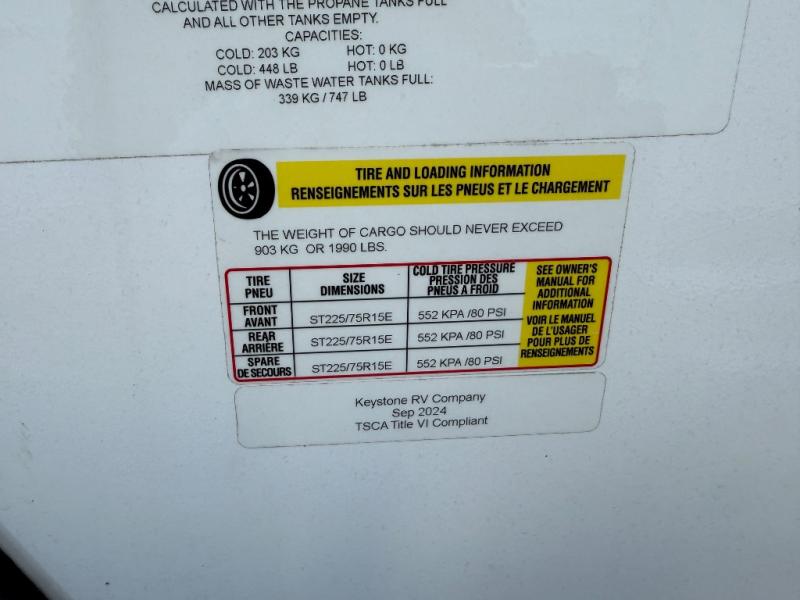 CALCULATED WITH THE PROPANE TANKS FULL
AND ALL OTHER TANKS EMPTY.
CAPACITIES:
COLD: 203 KG HOT: 0 KG
COLD: 448 LB HOT: 0 LB
MASS OF WASTE WATER TANKS FULL:
339 KG / 747 LB
TIRE AND LOADING INFORMATION
RENSEIGNEMENTS SUR LES PNEUS ET LE CHARGEMENT
THE WEIGHT OF CARGO SHOULD NEVER EXCEED
903 KG OR 1990 LBS.
TIRE
PNEU
SIZE
DIMENSIONS
COLD TIRE PRESSURE
PRESSION DES
PNEUS A FROID
FRONT
AVANT
ST225/75R15E
552 KPA /80 PSI
REAR
ARRIÈRE
ST225/75R15E
552 KPA /80 PSI
SPARE
DE SECOURS
ST225/75R15E
552 KPA /80 PSI
SEE OWNER'S
MANUAL FOR
ADDITIONAL
INFORMATION
VOIR LE MANUEL
DE L'USAGER
POUR PLUS DE
RENSEIGNEMENTS
Keystone RV Company
Sep 2024
TSCA Title VI Compliant